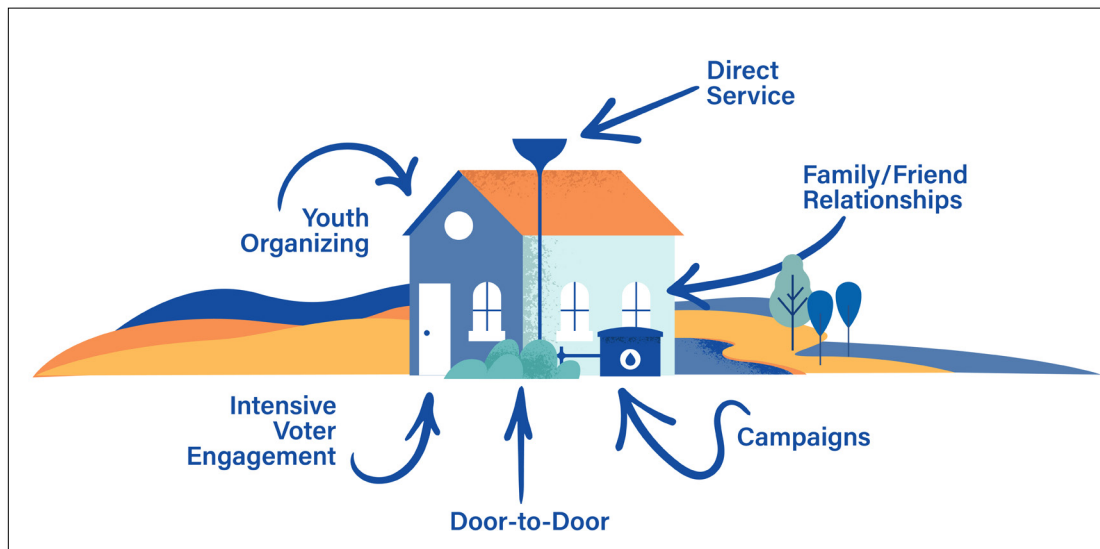 Direct
Service
Family/Friend
Relationships
Youth
Organizing
Intensive
Voter
Engagement
Campaigns
Door-to-Door